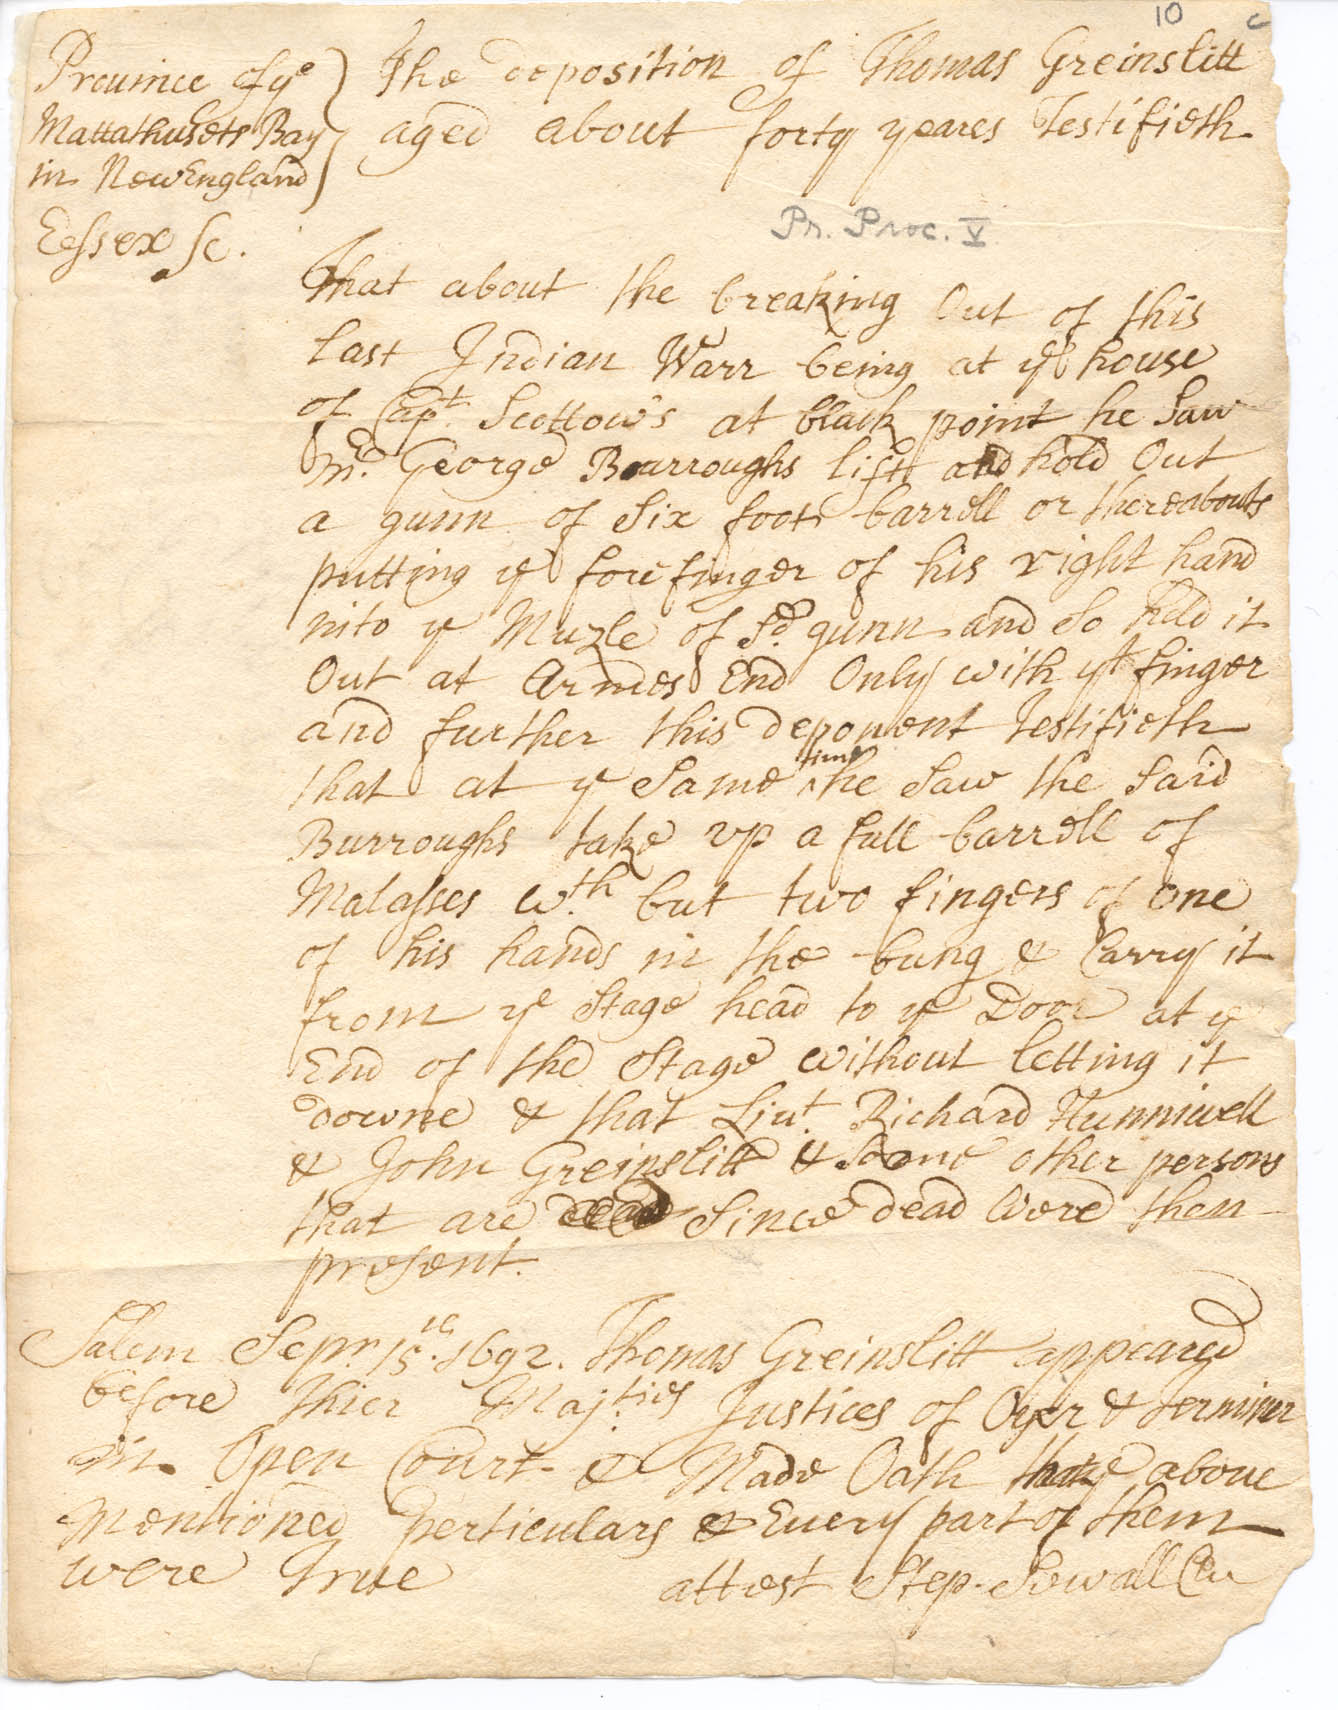 10 c
Prouince of yᵉ
Mattathusets Bay
in NewEngland
Essex sc.
The deposition of Thomas Greinslitt
aged about forty yeares Testifieth
Pr. Proc. V
That about the breaking Out of this
last Indian Warr being at yᵉ house
of Capᵗ. Scottow's at black point he Saw
Mʳ. George Burroughs lift and hold Out
a gunn of Six foot barrell or thereabouts
putting yᵉ forefinger of his right hand
into yᵉ Muzle of sᵈ. gunn and So held it
Out at Armes End Only with yᵗ finger
and further this deponent Testifieth
that at yᵉ Same ^time he Saw the Said
Burroughs take vp a full barrell of
Malasses wᵗʰ but two fingers of one
of his hands in the bung & Carry it
from yᵉ Stage head to yᵉ Door at yᵉ
End of the Stage without letting it
downe & that Liuᵗ. Richard Hunniwell
& John Greinslitt & Some other persons
that are Since dead Were then
present.
Salem Sepʳ 15ᵗʰ. 1692. Thomas Greinslitt appeared
before Thier Majᵗⁱᵉˢ Justices of Oyer & terminer
in Open Court & Made Oath that yᵉ aboue
Mentioned perticulars & Euery part of them
were True
attest Step. Sewall Cler